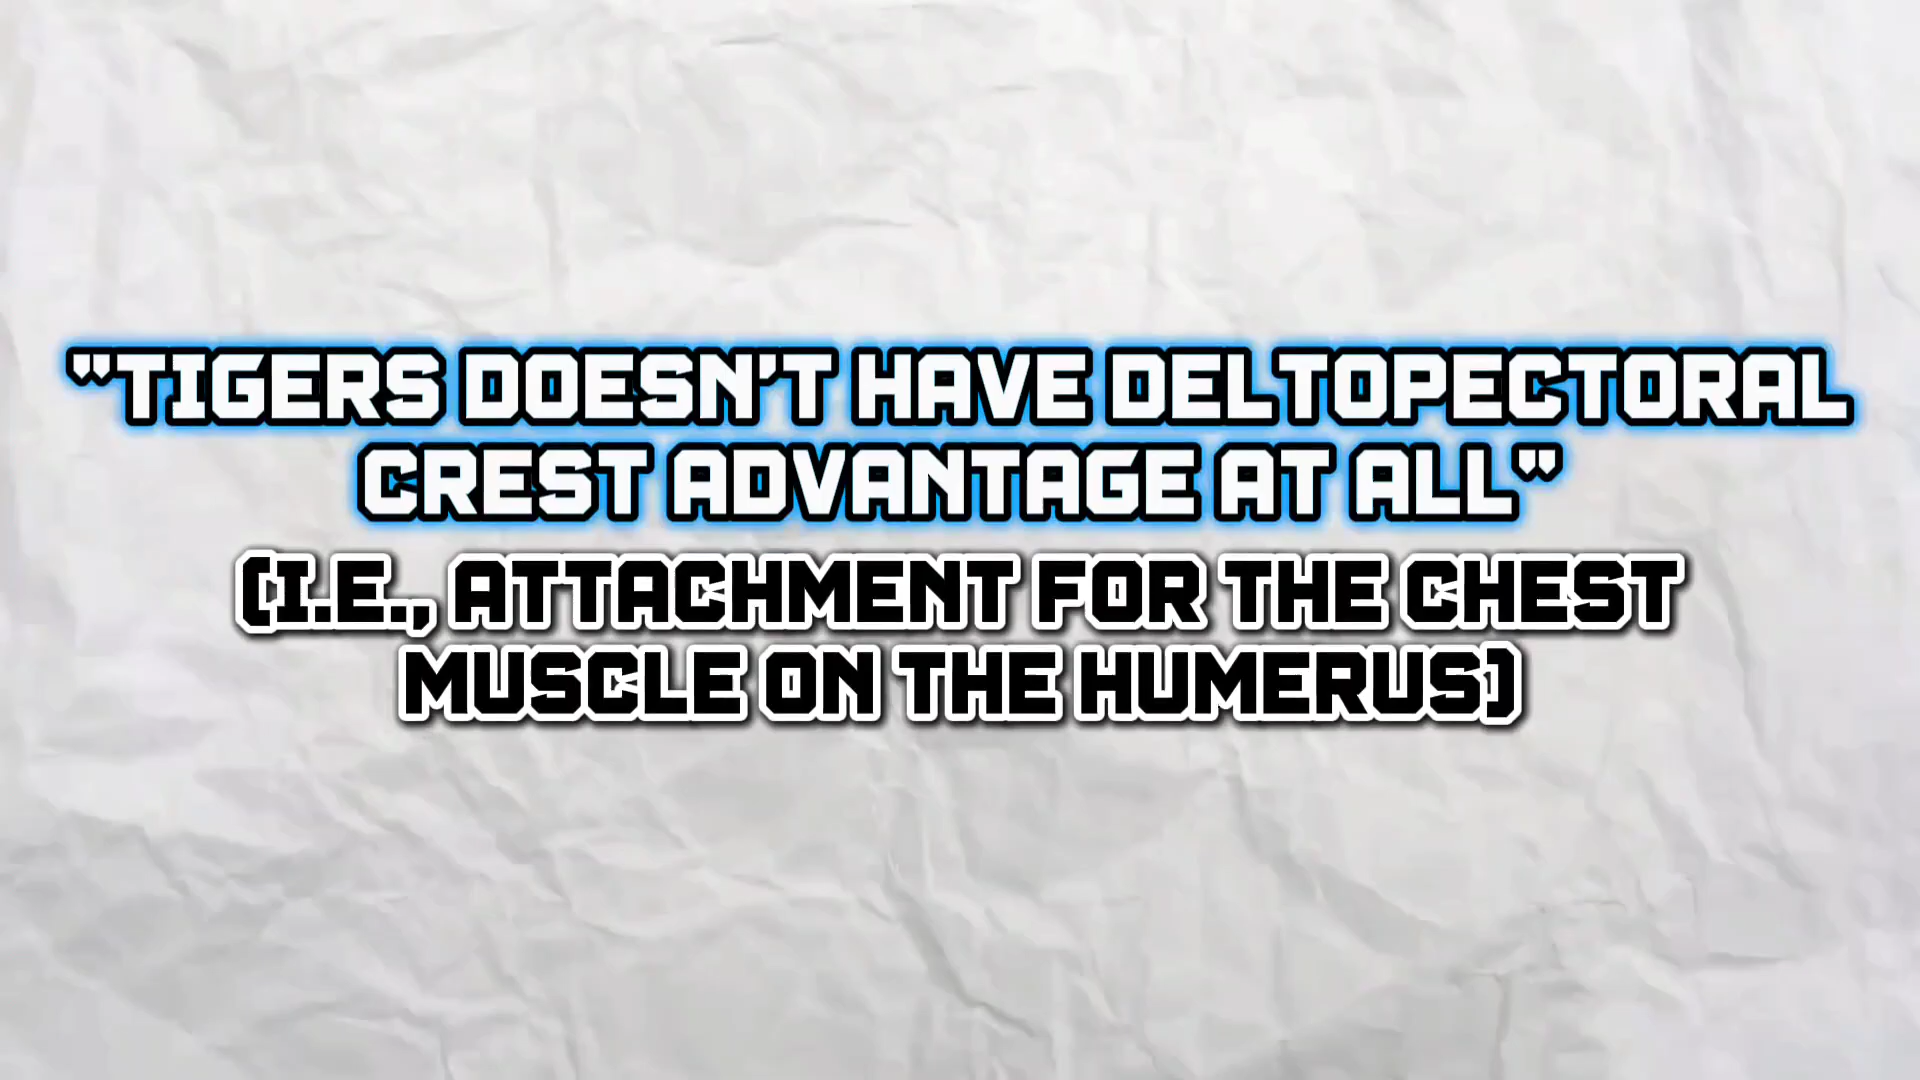 "TIGERS DOESN'T HAVE DELTOPECTORAL
CREST ADVANTAGE AT ALL"
(I.E., ATTACHMENT FOR THE CHEST
MUSCLE ON THE HUMERUS)